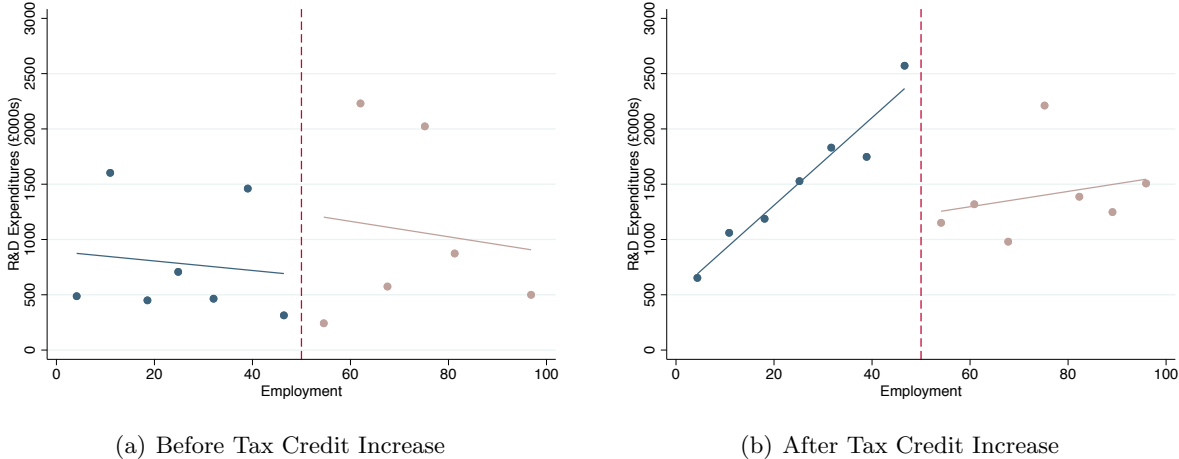 3000
2500
2000
1500
1000
500
0
R&D Expenditures (£000s)
0 20 40 60 80 100
Employment
(a) Before Tax Credit Increase
3000
2500
2000
1500
1000
500
0
R&D Expenditures (£000s)
0 20 40 60 80 100
Employment
(b) After Tax Credit Increase